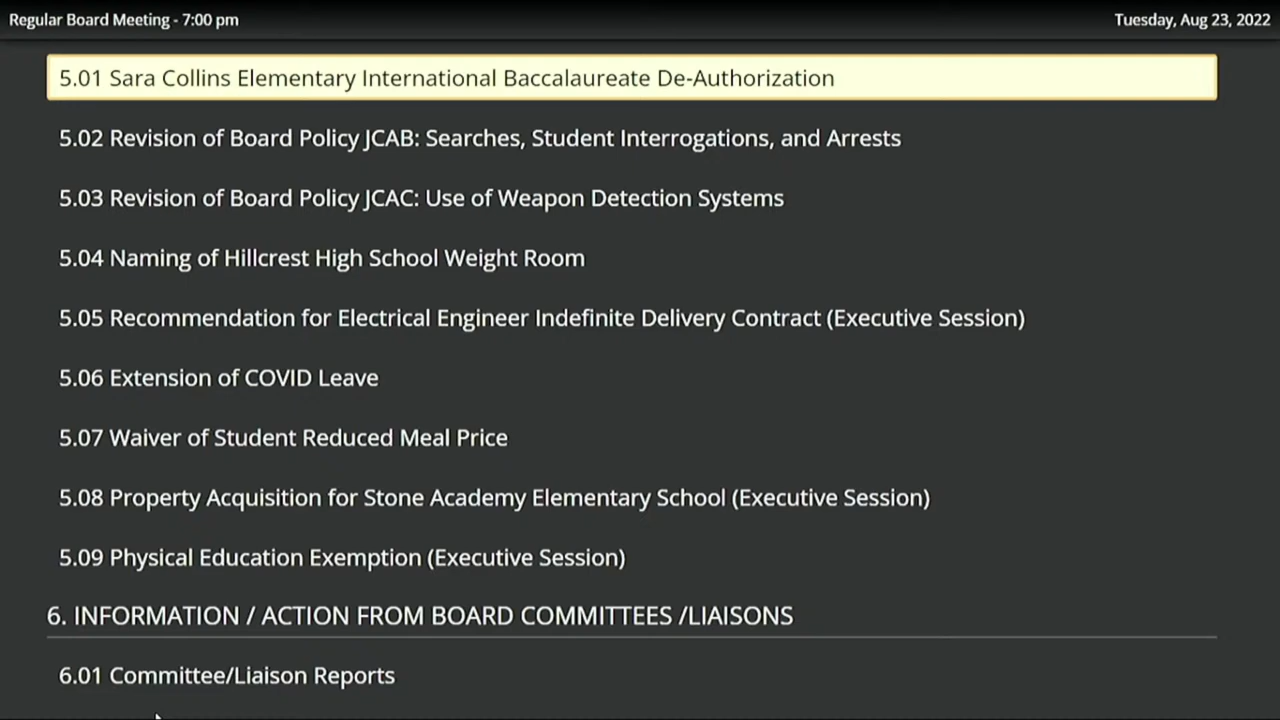 Regular Board Meeting - 7:00 pm
Tuesday, Aug 23, 2022
5.01 Sara Collins Elementary International Baccalaureate De-Authorization
5.02 Revision of Board Policy JCAB: Searches, Student Interrogations, and Arrests
5.03 Revision of Board Policy JCAC: Use of Weapon Detection Systems
5.04 Naming of Hillcrest High School Weight Room
5.05 Recommendation for Electrical Engineer Indefinite Delivery Contract (Executive Session)
5.06 Extension of COVID Leave
5.07 Waiver of Student Reduced Meal Price
5.08 Property Acquisition for Stone Academy Elementary School (Executive Session)
5.09 Physical Education Exemption (Executive Session)
6. INFORMATION / ACTION FROM BOARD COMMITTEES /LIAISONS
6.01 Committee/Liaison Reports